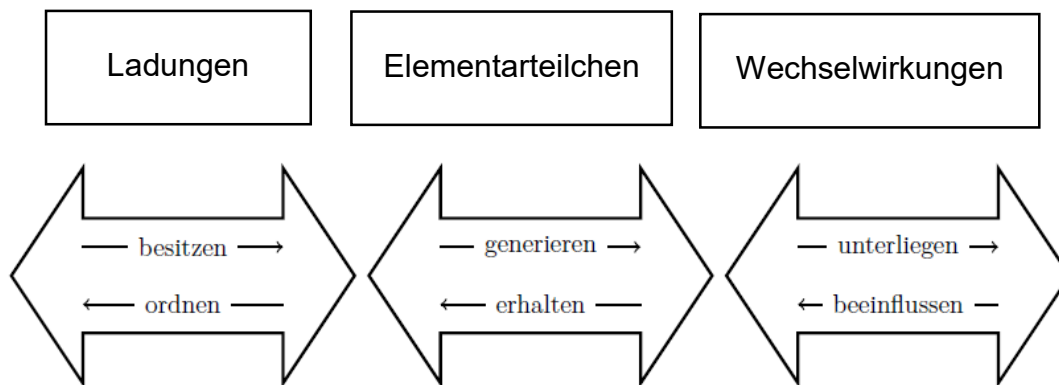 Ladungen
Elementarteilchen
Wechselwirkungen
besitzen
ordnen
generieren
erhalten
unterliegen
beeinflussen